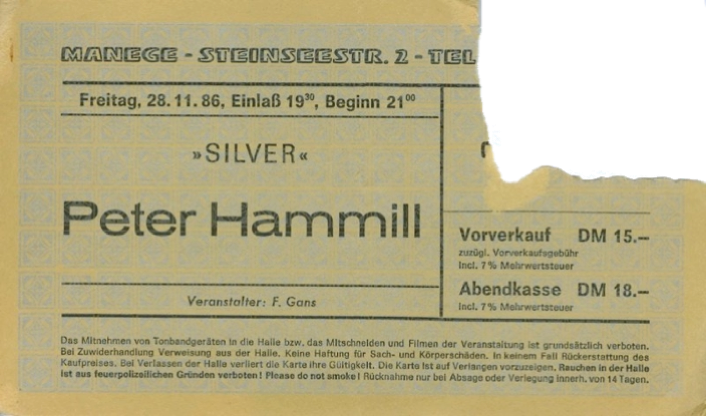 MANEGE - STEINSEESTR. 2 - TEL
Freitag, 28.11.86, Einlaß 19³⁰, Beginn 21⁰⁰
»SILVER«
Peter Hammill
Veranstalter: F. Gans
Vorverkauf DM 15.–
zuzügl. Vorverkaufsgebühr
Incl. 7% Mehrwertsteuer
Abendkasse DM 18.–
Incl. 7% Mehrwertsteuer
Das Mitnehmen von Tonbandgeräten in die Halle bzw. das Mitschneiden und Filmen der Veranstaltung ist grundsätzlich verboten.
Bei Zuwiderhandlung Verweisung aus der Halle. Keine Haftung für Sach- und Körperschäden. In keinem Fall Rückerstattung des
Kaufpreises. Bei Verlassen der Halle verliert die Karte ihre Gültigkeit. Die Karte ist auf Verlangen vorzuzeigen. Rauchen in der Halle
ist aus feuerpolizeilichen Gründen verboten! Please do not smoke! Rücknahme nur bei Absage oder Verlegung innerh. von 14 Tagen.